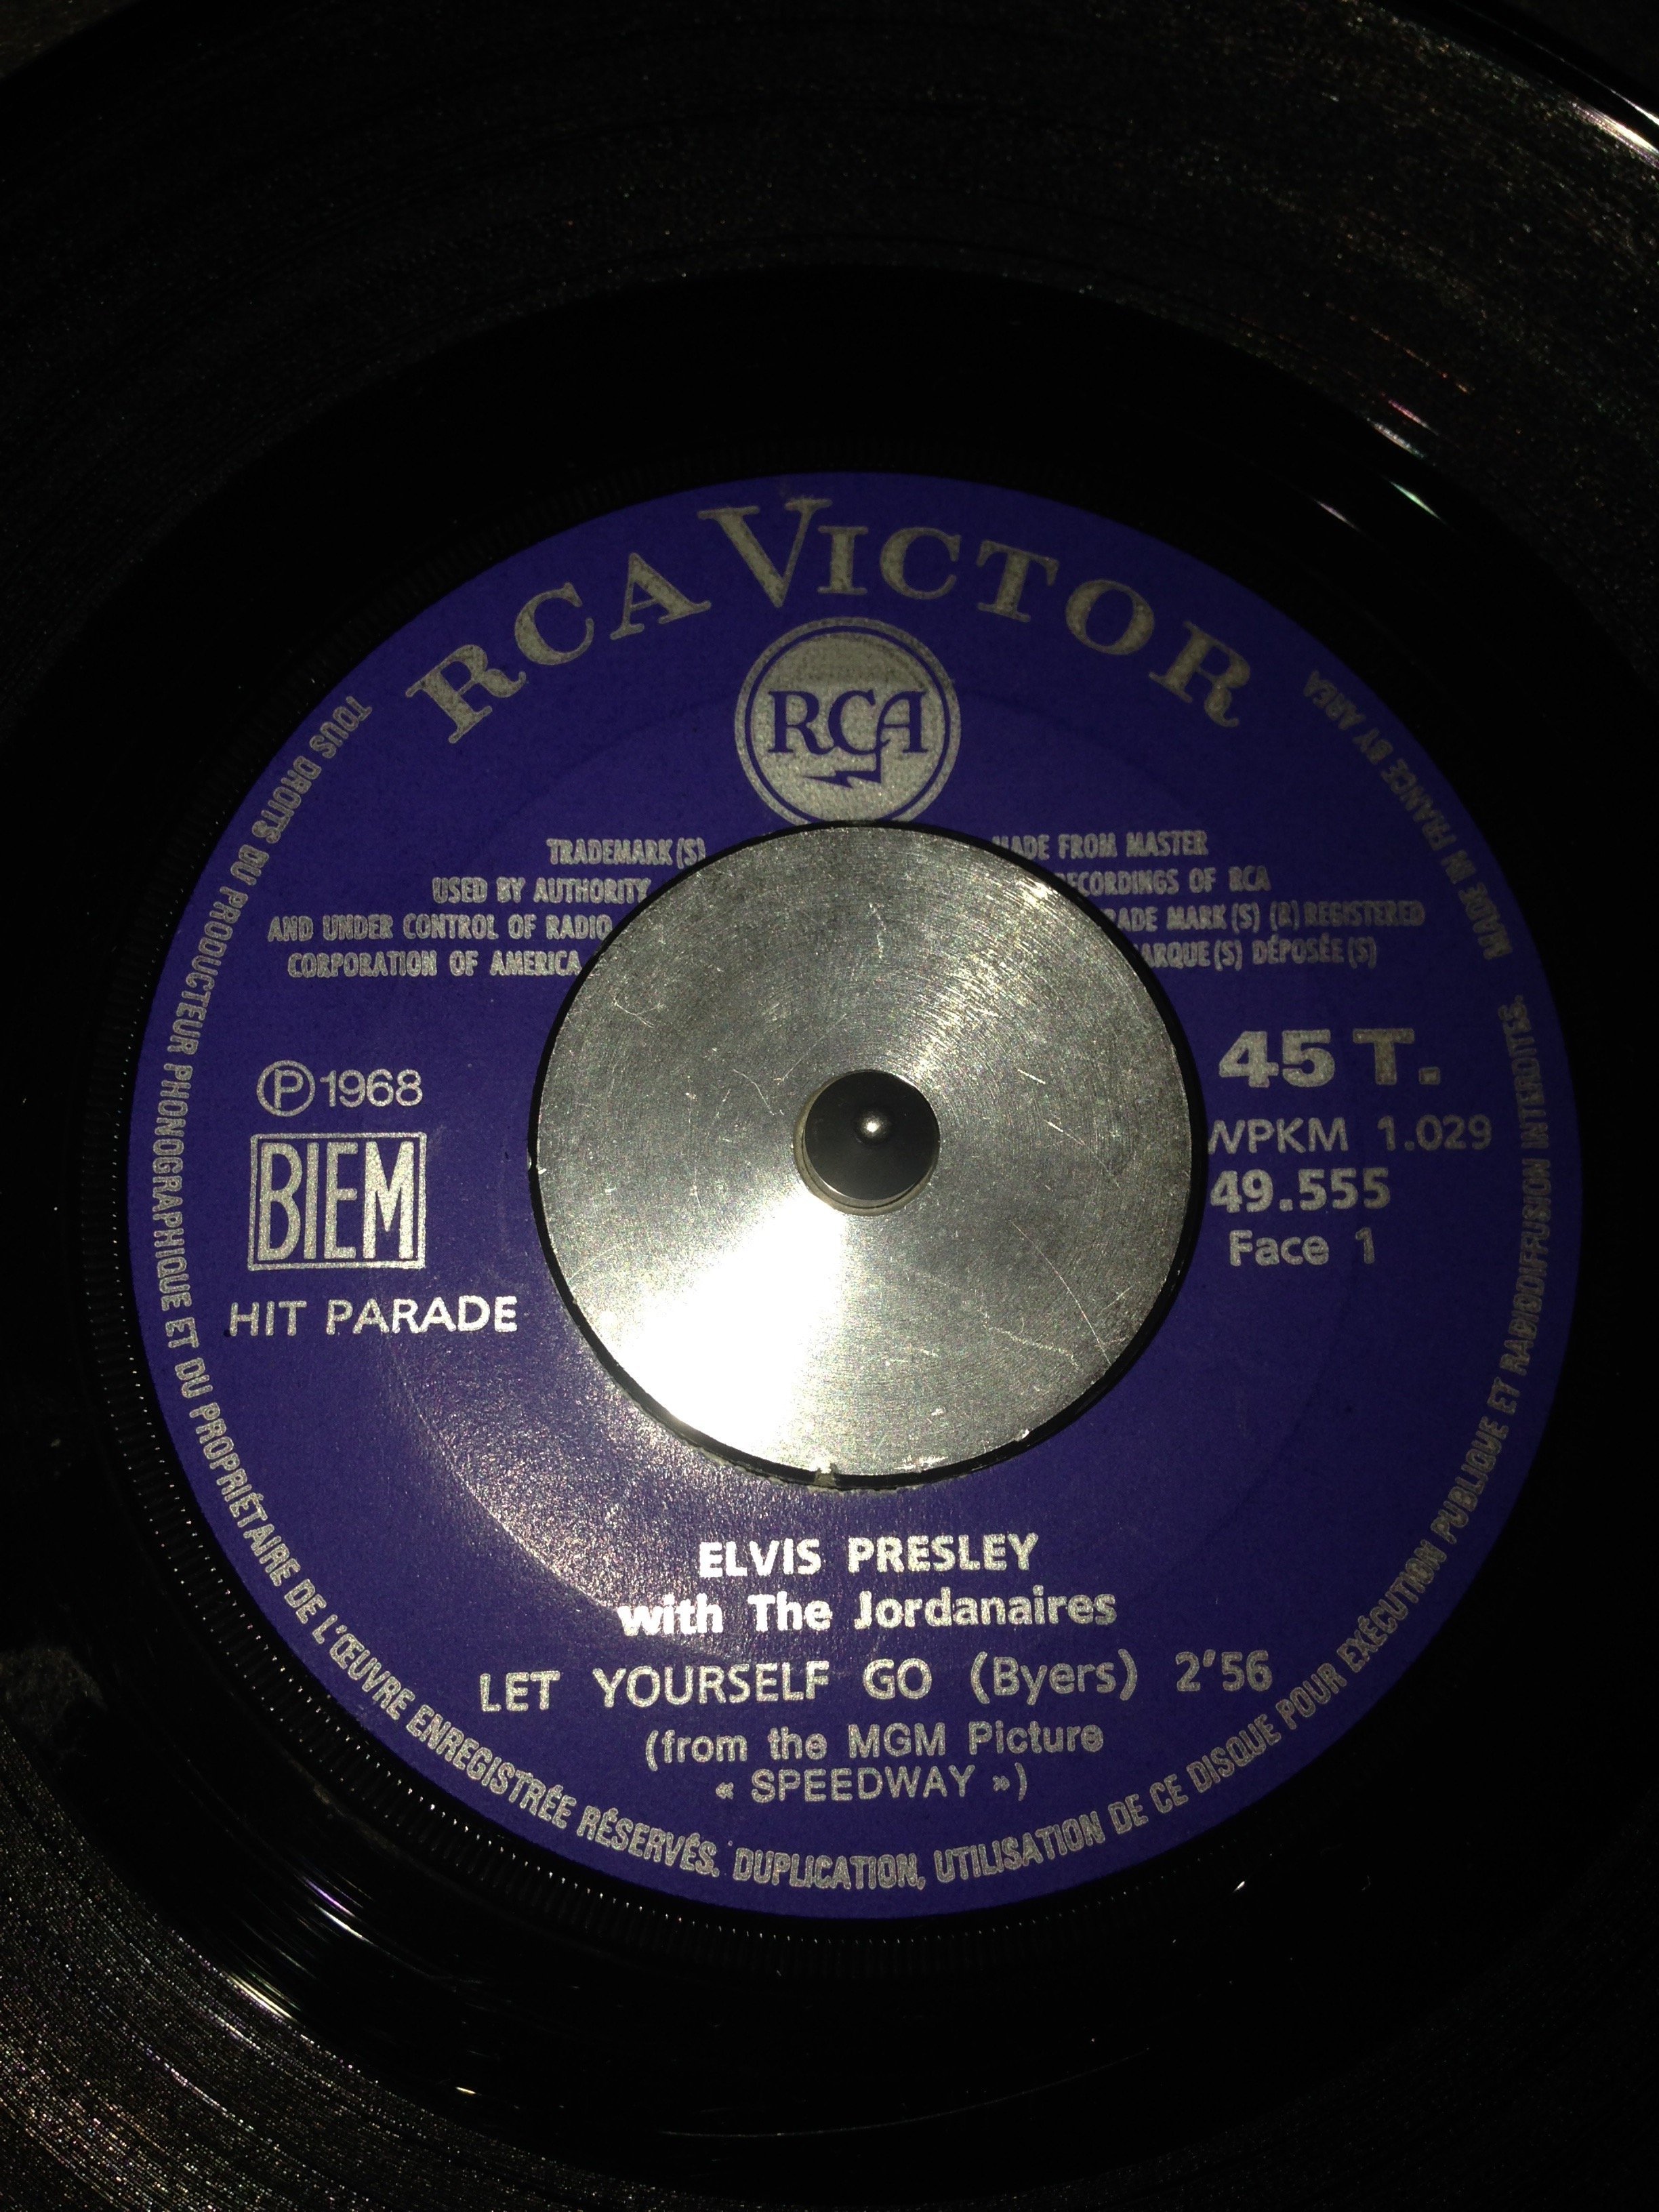 RCA VICTOR
RCA
TRADEMARK(S)
USED BY AUTHORITY
AND UNDER CONTROL OF RADIO
CORPORATION OF AMERICA
MADE FROM MASTER
RECORDINGS OF RCA
TRADE MARK(S) (R) REGISTERED
MARQUE(S) DÉPOSÉE(S)
℗ 1968
BIEM
HIT PARADE
45 T.
WPKM 1.029
49.555
Face 1
ELVIS PRESLEY
with The Jordanaires
LET YOURSELF GO (Byers) 2'56
(from the MGM Picture
« SPEEDWAY »)
TOUS DROITS DU PRODUCTEUR PHONOGRAPHIQUE ET DU PROPRIÉTAIRE DE L'ŒUVRE ENREGISTRÉE RÉSERVÉS. DUPLICATION, UTILISATION DE CE DISQUE POUR EXÉCUTION PUBLIQUE ET RADIODIFFUSION INTERDITES.
MADE IN FRANCE BY AREA